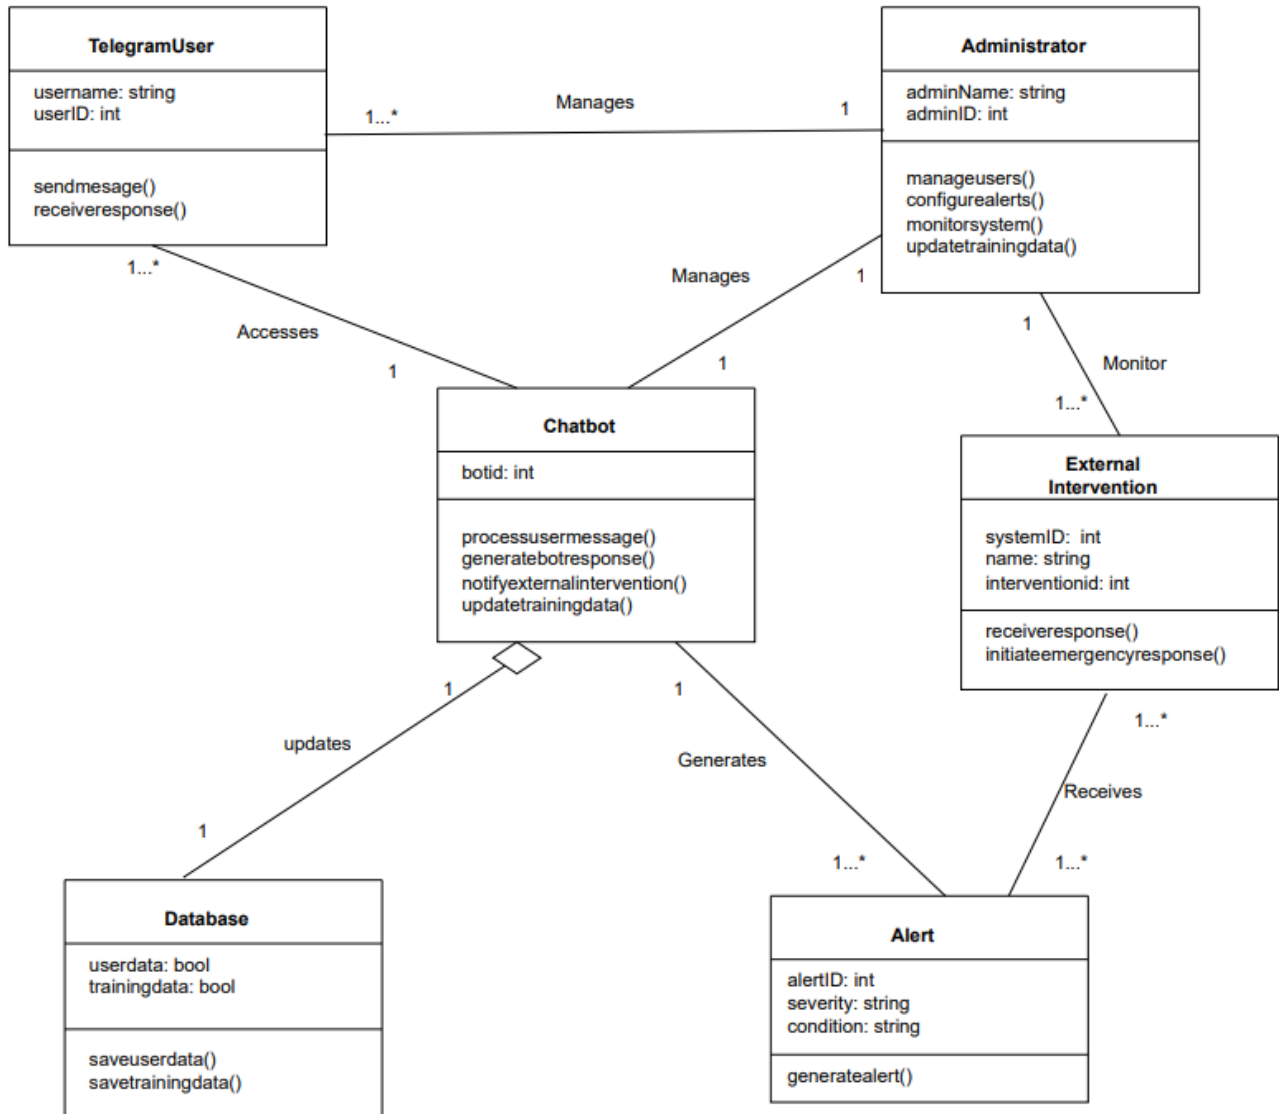 TelegramUser
username: string
userID: int
sendmesage()
receiveresponse()
1...*
Manages
1
Administrator
adminName: string
adminID: int
manageusers()
configurealerts()
monitorsystem()
updatetrainingdata()
1...*
Accesses
1
Manages
1
1
1
Monitor
1...*
Chatbot
botid: int
processusermessage()
generatebotresponse()
notifyexternalintervention()
updatetrainingdata()
External
Intervention
systemID:  int
name: string
interventionid: int
receiveresponse()
initiateemergencyresponse()
1
updates
1
1
Generates
1...*
1...*
Receives
1...*
Database
userdata: bool
trainingdata: bool
saveuserdata()
savetrainingdata()
Alert
alertID: int
severity: string
condition: string
generatealert()